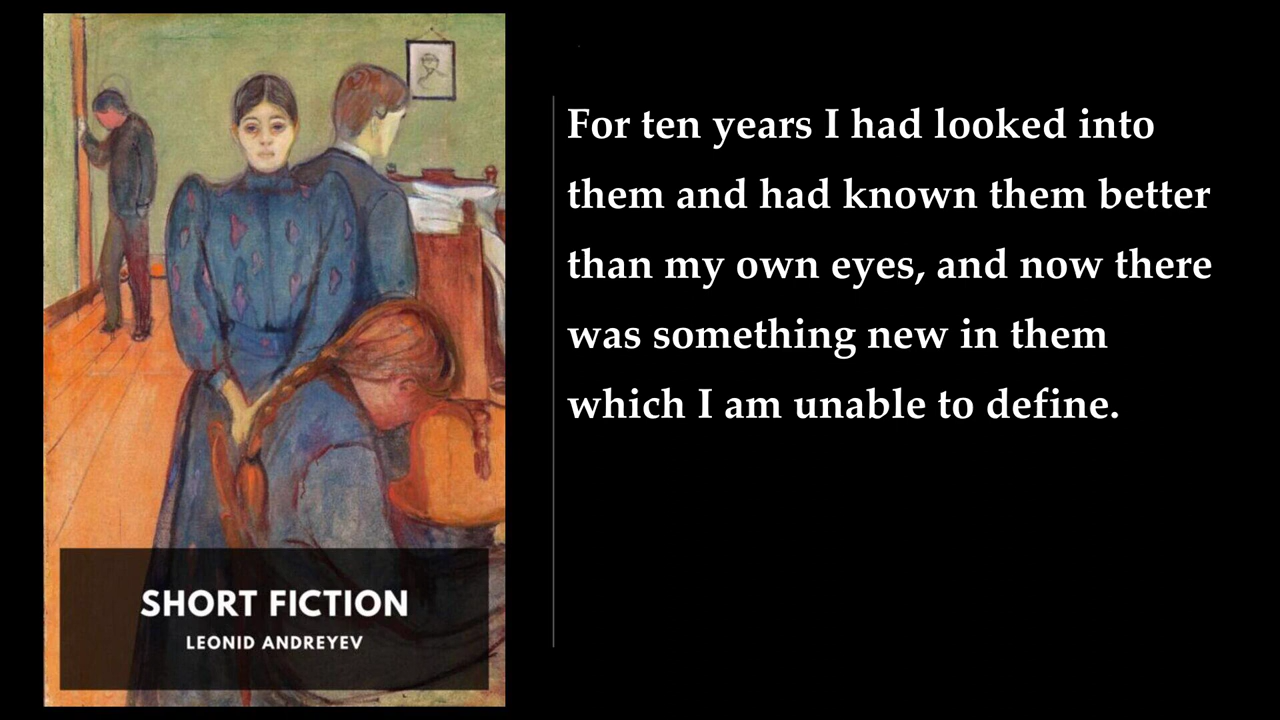 For ten years I had looked into
them and had known them better
than my own eyes, and now there
was something new in them
which I am unable to define.
SHORT FICTION
LEONID ANDREYEV